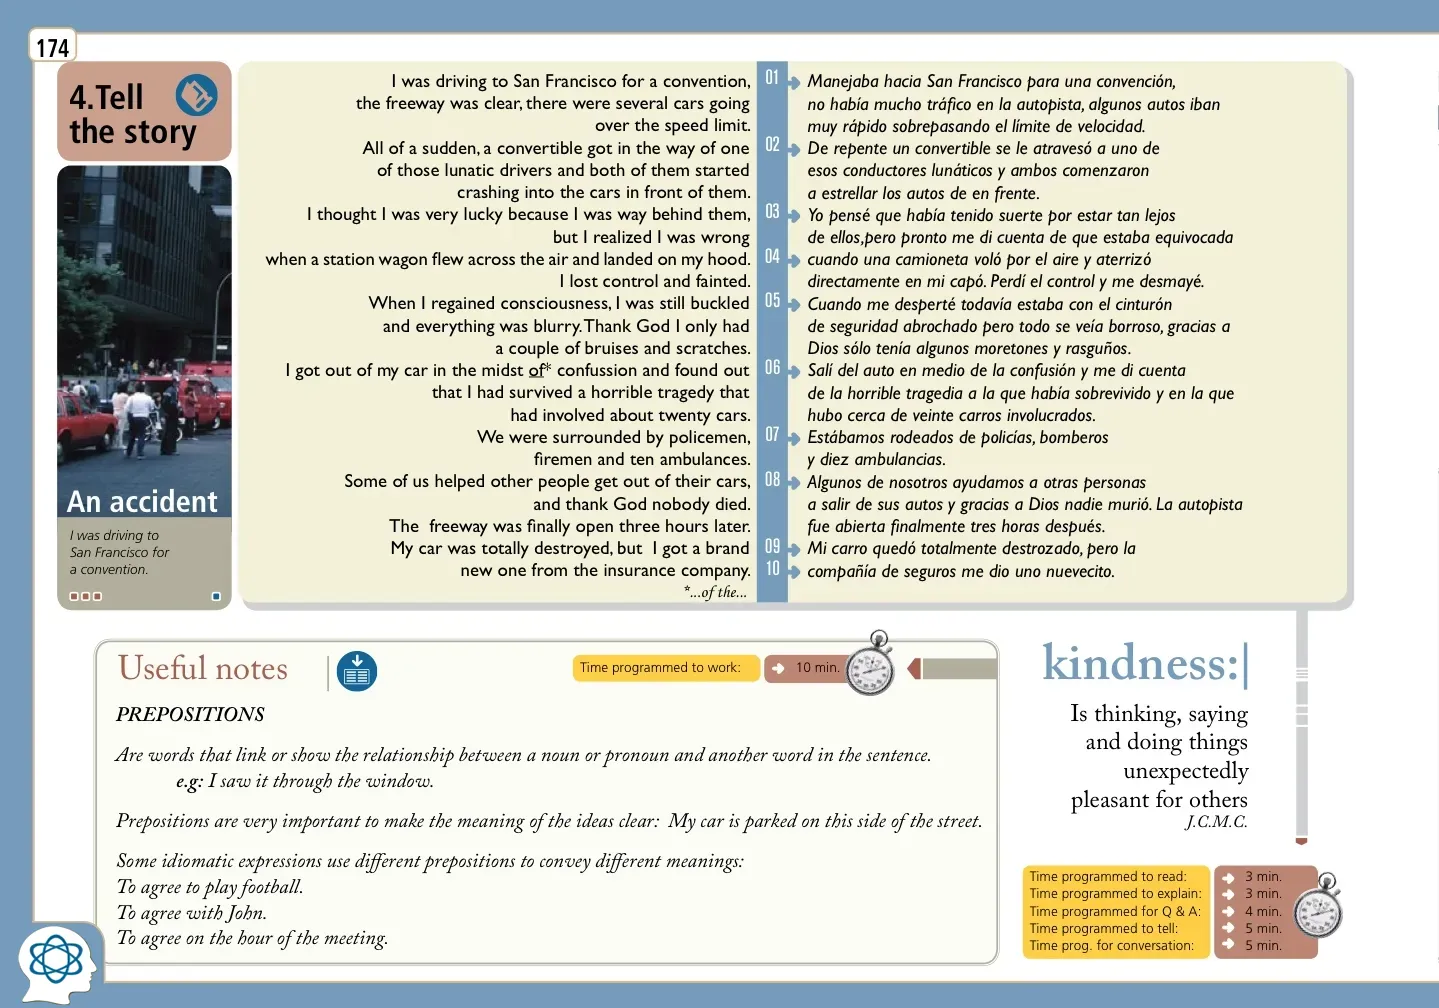 174
4.Tell
the story
An accident
I was driving to
San Francisco for
a convention.
I was driving to San Francisco for a convention,
the freeway was clear, there were several cars going
over the speed limit.
All of a sudden, a convertible got in the way of one
of those lunatic drivers and both of them started
crashing into the cars in front of them.
I thought I was very lucky because I was way behind them,
but I realized I was wrong
when a station wagon flew across the air and landed on my hood.
I lost control and fainted.
When I regained consciousness, I was still buckled
and everything was blurry. Thank God I only had
a couple of bruises and scratches.
I got out of my car in the midst of* confussion and found out
that I had survived a horrible tragedy that
had involved about twenty cars.
We were surrounded by policemen,
firemen and ten ambulances.
Some of us helped other people get out of their cars,
and thank God nobody died.
The freeway was finally open three hours later.
My car was totally destroyed, but I got a brand
new one from the insurance company.
*...of the...
01
02
03
04
05
06
07
08
09
10
Manejaba hacia San Francisco para una convención,
no había mucho tráfico en la autopista, algunos autos iban
muy rápido sobrepasando el límite de velocidad.
De repente un convertible se le atravesó a uno de
esos conductores lunáticos y ambos comenzaron
a estrellar los autos de en frente.
Yo pensé que había tenido suerte por estar tan lejos
de ellos,pero pronto me di cuenta de que estaba equivocada
cuando una camioneta voló por el aire y aterrizó
directamente en mi capó. Perdí el control y me desmayé.
Cuando me desperté todavía estaba con el cinturón
de seguridad abrochado pero todo se veía borroso, gracias a
Dios sólo tenía algunos moretones y rasguños.
Salí del auto en medio de la confusión y me di cuenta
de la horrible tragedia a la que había sobrevivido y en la que
hubo cerca de veinte carros involucrados.
Estábamos rodeados de policías, bomberos
y diez ambulancias.
Algunos de nosotros ayudamos a otras personas
a salir de sus autos y gracias a Dios nadie murió. La autopista
fue abierta finalmente tres horas después.
Mi carro quedó totalmente destrozado, pero la
compañía de seguros me dio uno nuevecito.
Useful notes
Time programmed to work: 10 min.
PREPOSITIONS
Are words that link or show the relationship between a noun or pronoun and another word in the sentence.
e.g: I saw it through the window.
Prepositions are very important to make the meaning of the ideas clear: My car is parked on this side of the street.
Some idiomatic expressions use different prepositions to convey different meanings:
To agree to play football.
To agree with John.
To agree on the hour of the meeting.
kindness:|
Is thinking, saying
and doing things
unexpectedly
pleasant for others
J.C.M.C.
Time programmed to read: 3 min.
Time programmed to explain: 3 min.
Time programmed for Q & A: 4 min.
Time programmed to tell: 5 min.
Time prog. for conversation: 5 min.